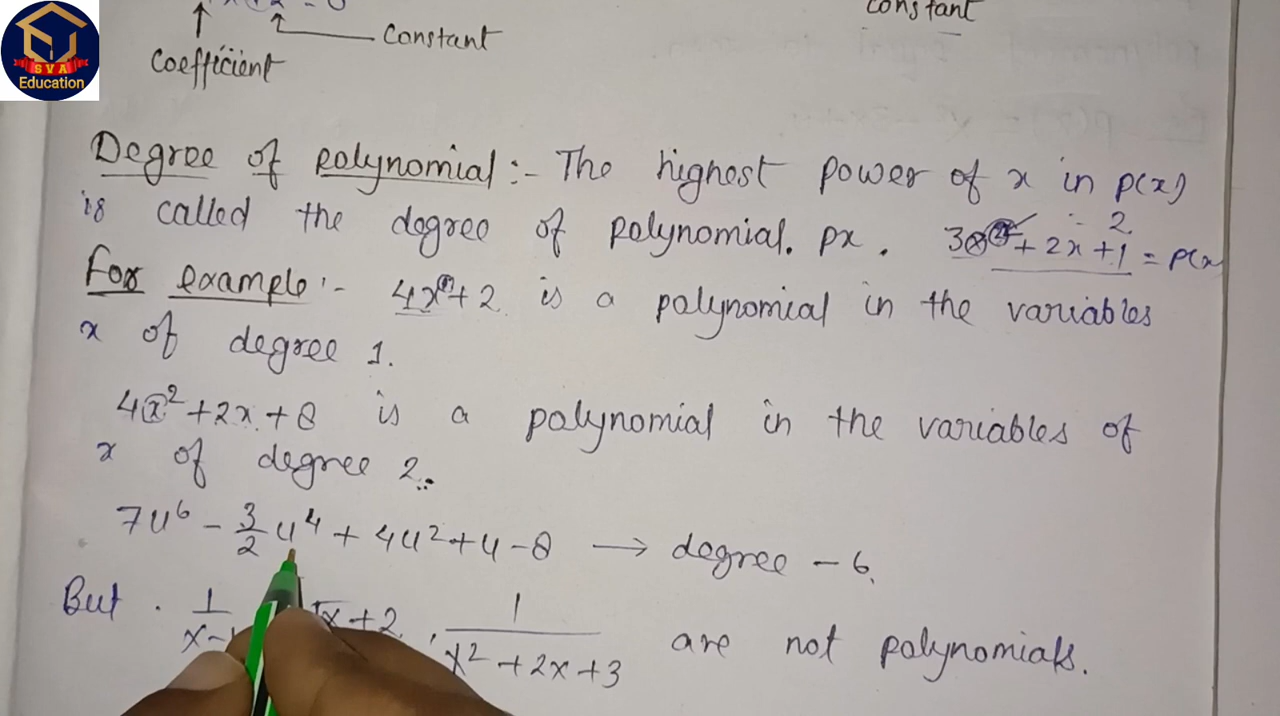 SVA
Education
Constant
Coefficient
Constant
Degree of polynomial :- The highest power of x in p(x)
is called the degree of polynomial. px. 3x² + 2x + 1 = p(x
2
For example :- 4x + 2 is a polynomial in the variables
x of degree 1.
4x² + 2x + 8 is a polynomial in the variables of
x of degree 2.
7u⁶ - 3/2 u⁴ + 4u² + u - 8 → degree - 6.
But . 1/x-1 √x + 2 , 1/x² + 2x + 3 are not polynomials.